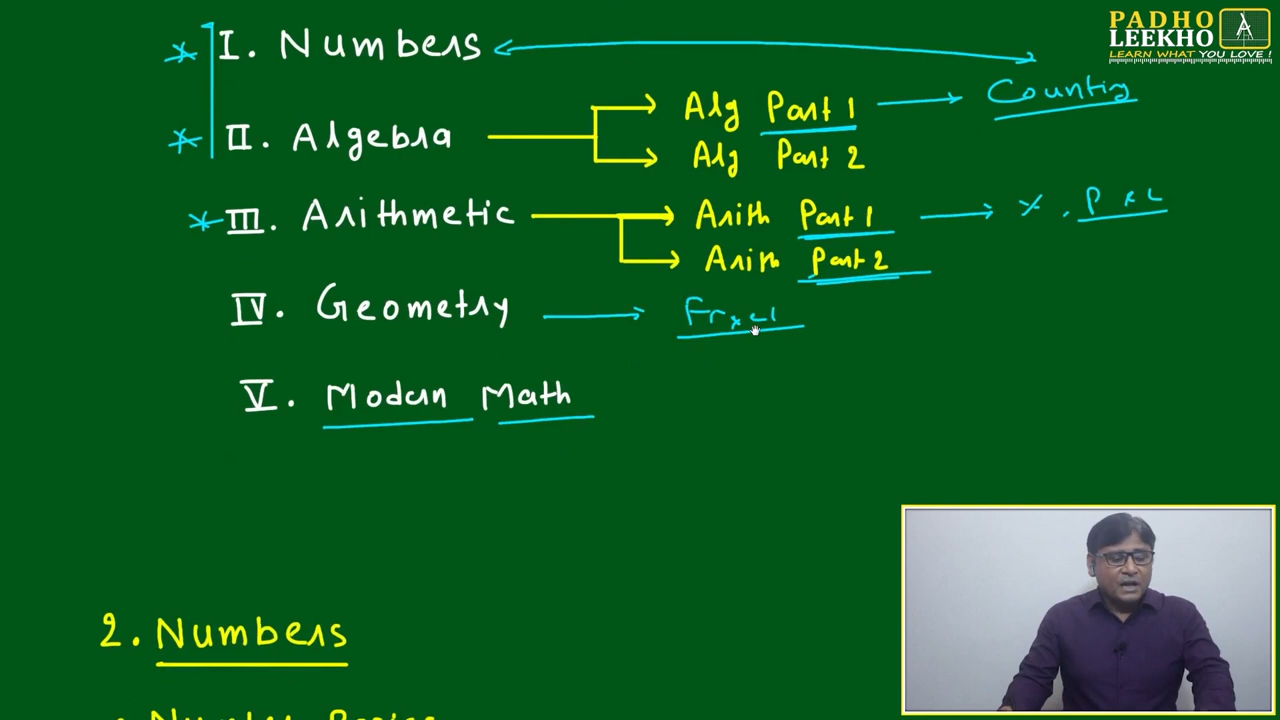 PADHO
LEEKHO
LEARN WHAT YOU LOVE !
I. Numbers
Counting
II. Algebra
Alg Part 1
Alg Part 2
III. Arithmetic
Arith Part 1
Arith Part 2
IV. Geometry
V. Modern Math
2. Numbers